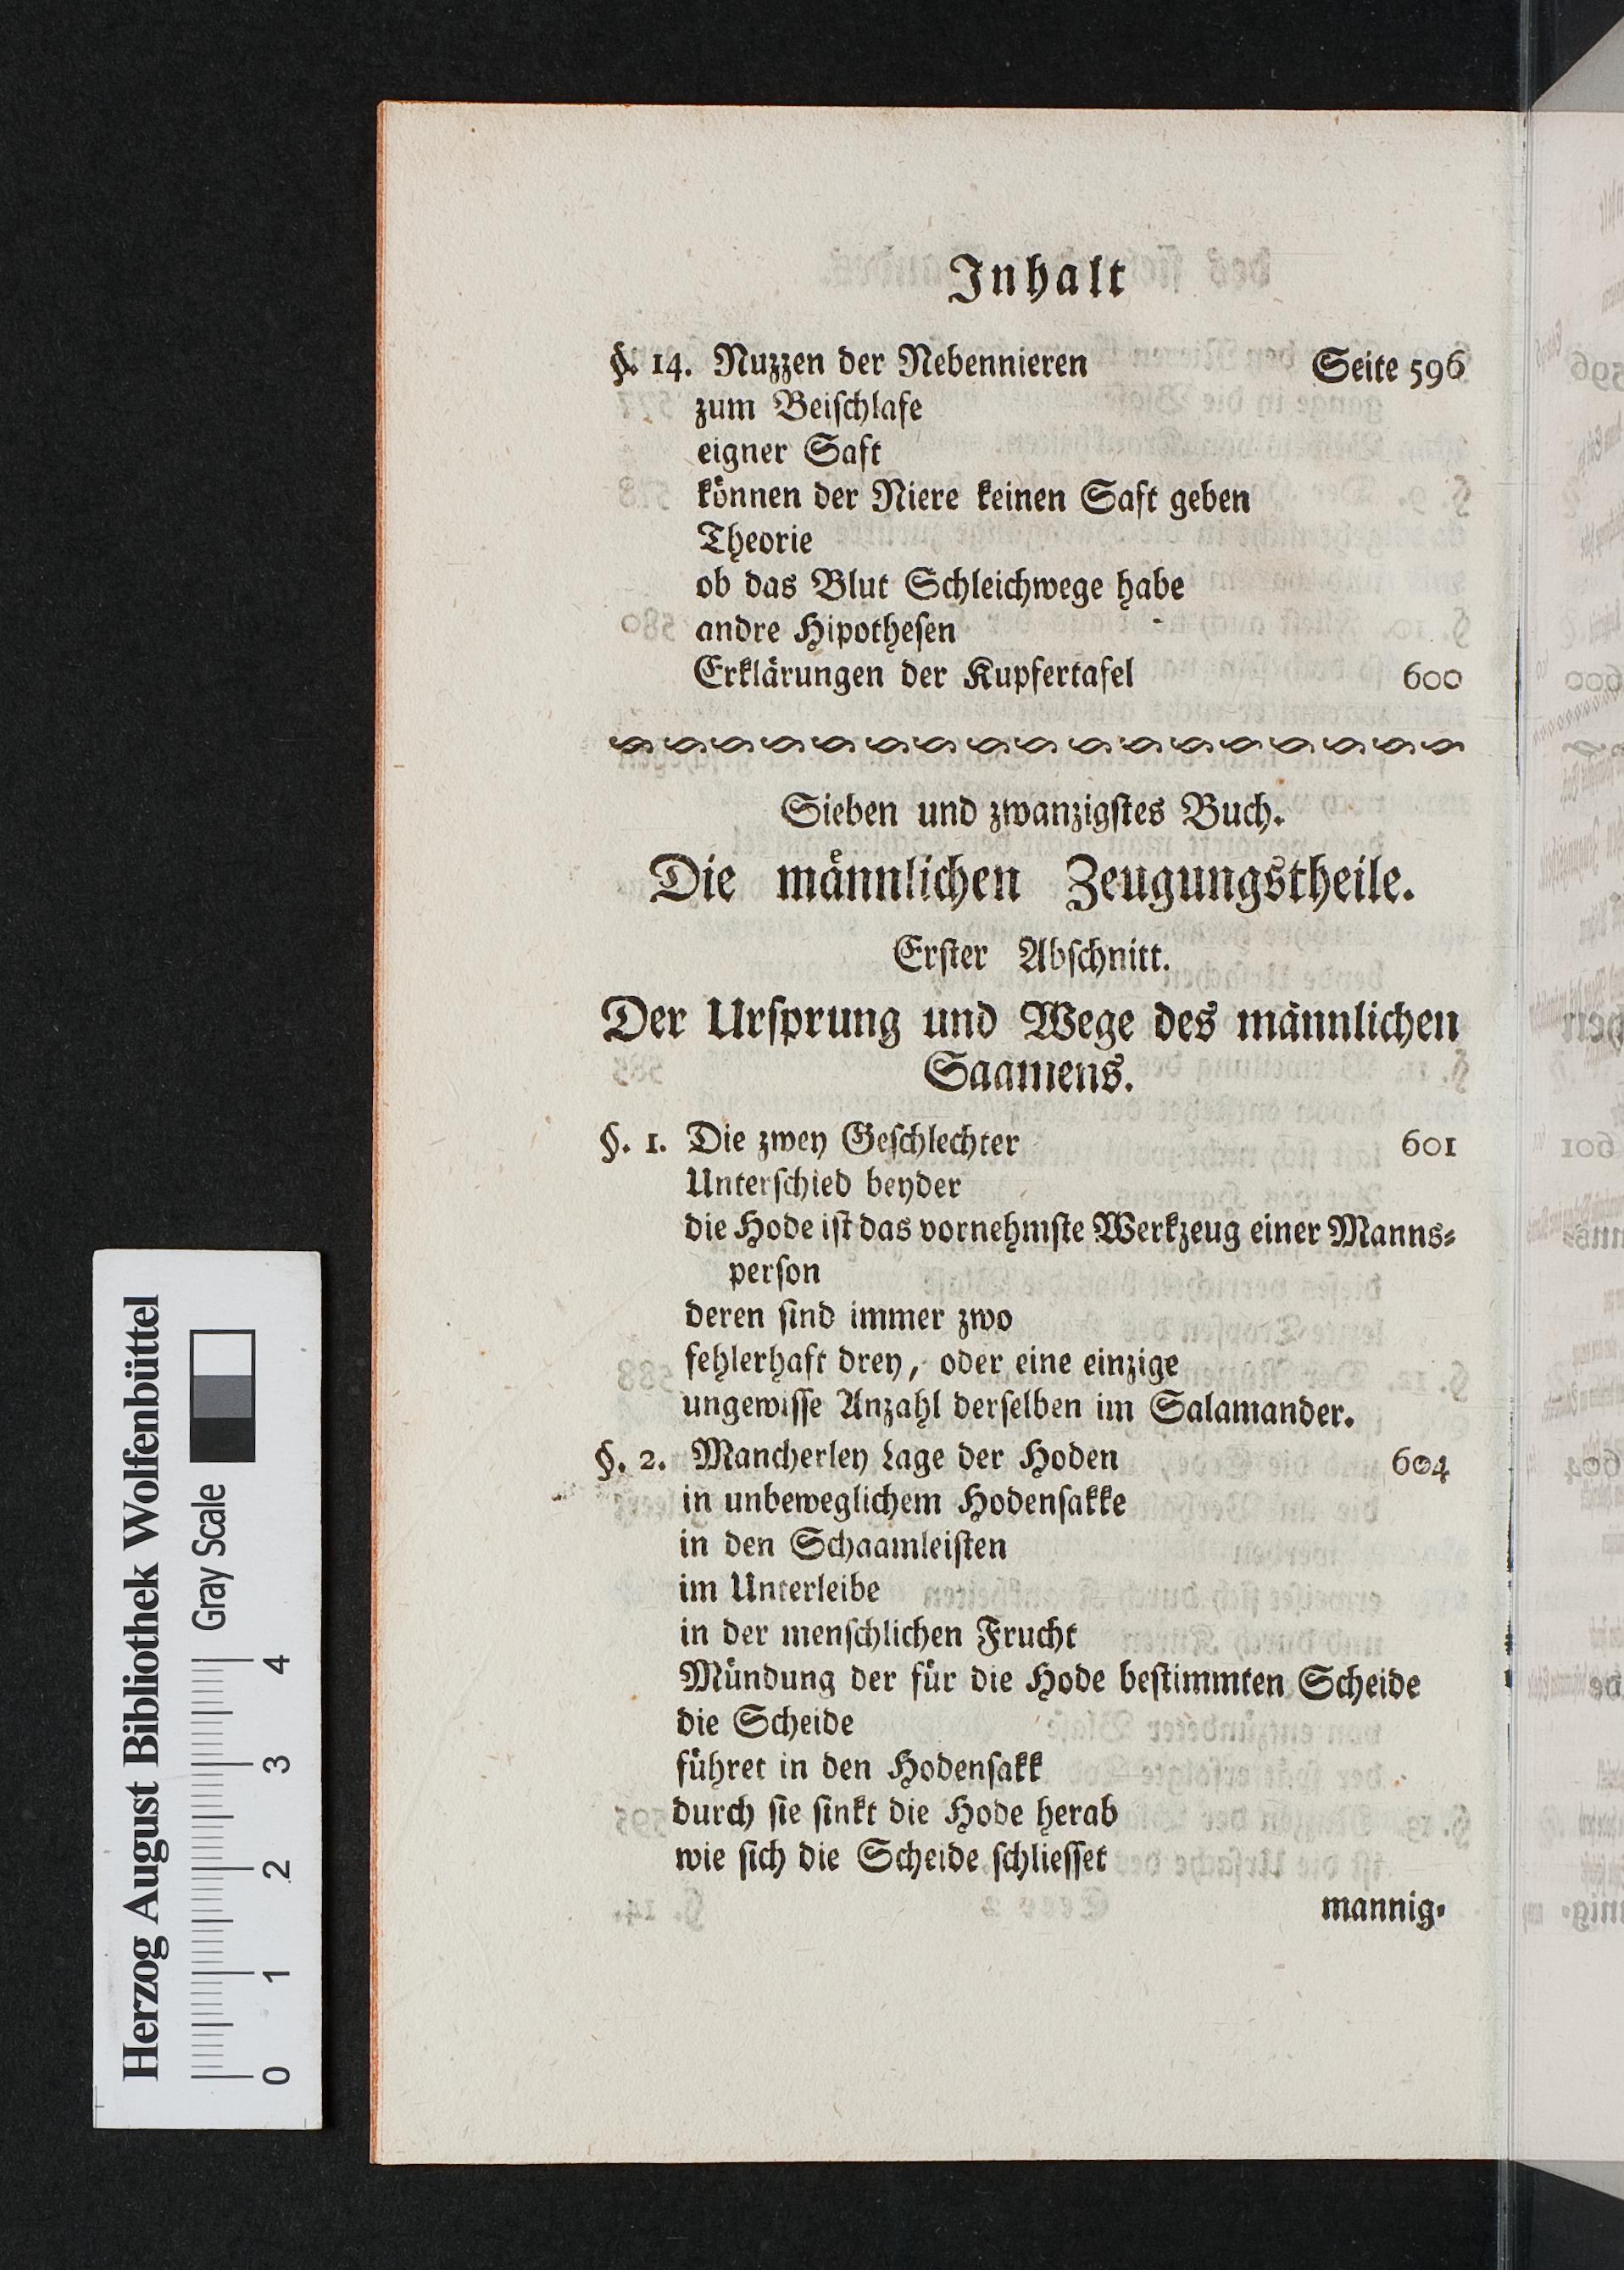 Inhalt
§. 14. Nuzzen der Nebennieren Seite 596
zum Beiſchlafe
eigner Saft
können der Niere keinen Saft geben
Theorie
ob das Blut Schleichwege habe
andre Hipotheſen
Erklärungen der Kupfertafel 600
Sieben und zwanzigſtes Buch.
Die männlichen Zeugungstheile.
Erſter Abſchnitt.
Der Urſprung und Wege des männlichen
Saamens.
§. 1. Die zwey Geſchlechter 601
Unterſchied beyder
die Hode iſt das vornehmſte Werkzeug einer Manns⸗
perſon
deren ſind immer zwo
fehlerhaft drey, oder eine einzige
ungewiſſe Anzahl derſelben im Salamander.
§. 2. Mancherley Lage der Hoden 604
in unbeweglichem Hodenſakke
in den Schaamleiſten
im Unterleibe
in der menſchlichen Frucht
Mündung der für die Hode beſtimmten Scheide
die Scheide
führet in den Hodenſakk
durch ſie ſinkt die Hode herab
wie ſich die Scheide ſchlieſſet
mannig⸗
Herzog August Bibliothek Wolfenbüttel
Gray Scale
0 1 2 3 4